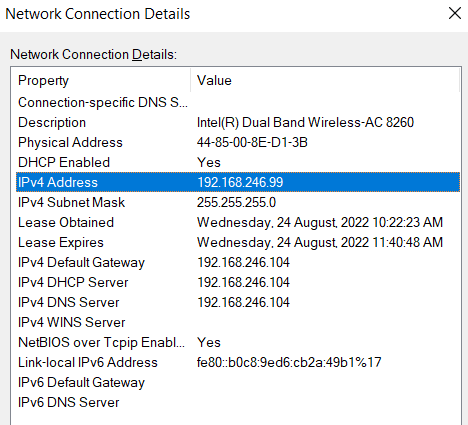 Network Connection Details
Network Connection Details:
Property Value
Connection-specific DNS S...
Description Intel(R) Dual Band Wireless-AC 8260
Physical Address 44-85-00-8E-D1-3B
DHCP Enabled Yes
IPv4 Address 192.168.246.99
IPv4 Subnet Mask 255.255.255.0
Lease Obtained Wednesday, 24 August, 2022 10:22:23 AM
Lease Expires Wednesday, 24 August, 2022 11:40:48 AM
IPv4 Default Gateway 192.168.246.104
IPv4 DHCP Server 192.168.246.104
IPv4 DNS Server 192.168.246.104
IPv4 WINS Server
NetBIOS over Tcpip Enabl... Yes
Link-local IPv6 Address fe80::b0c8:9ed6:cb2a:49b1%17
IPv6 Default Gateway
IPv6 DNS Server